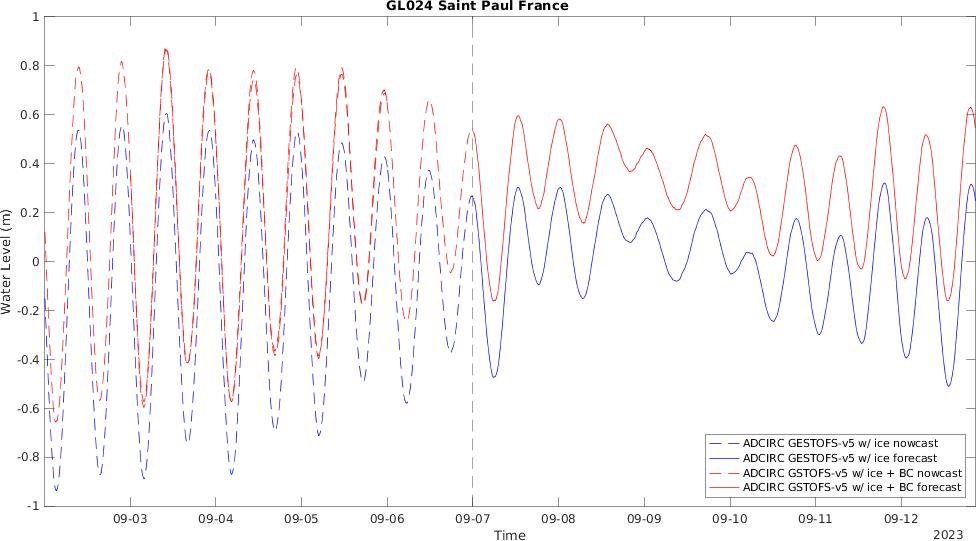 GL024 Saint Paul France
1
0.8
0.6
0.4
0.2
0
-0.2
-0.4
-0.6
-0.8
-1
Water Level (m)
ADCIRC GESTOFS-v5 w/ ice nowcast
ADCIRC GESTOFS-v5 w/ ice forecast
ADCIRC GSTOFS-v5 w/ ice + BC nowcast
ADCIRC GSTOFS-v5 w/ ice + BC forecast
09-03 09-04 09-05 09-06 09-07 09-08 09-09 09-10 09-11 09-12
Time
2023